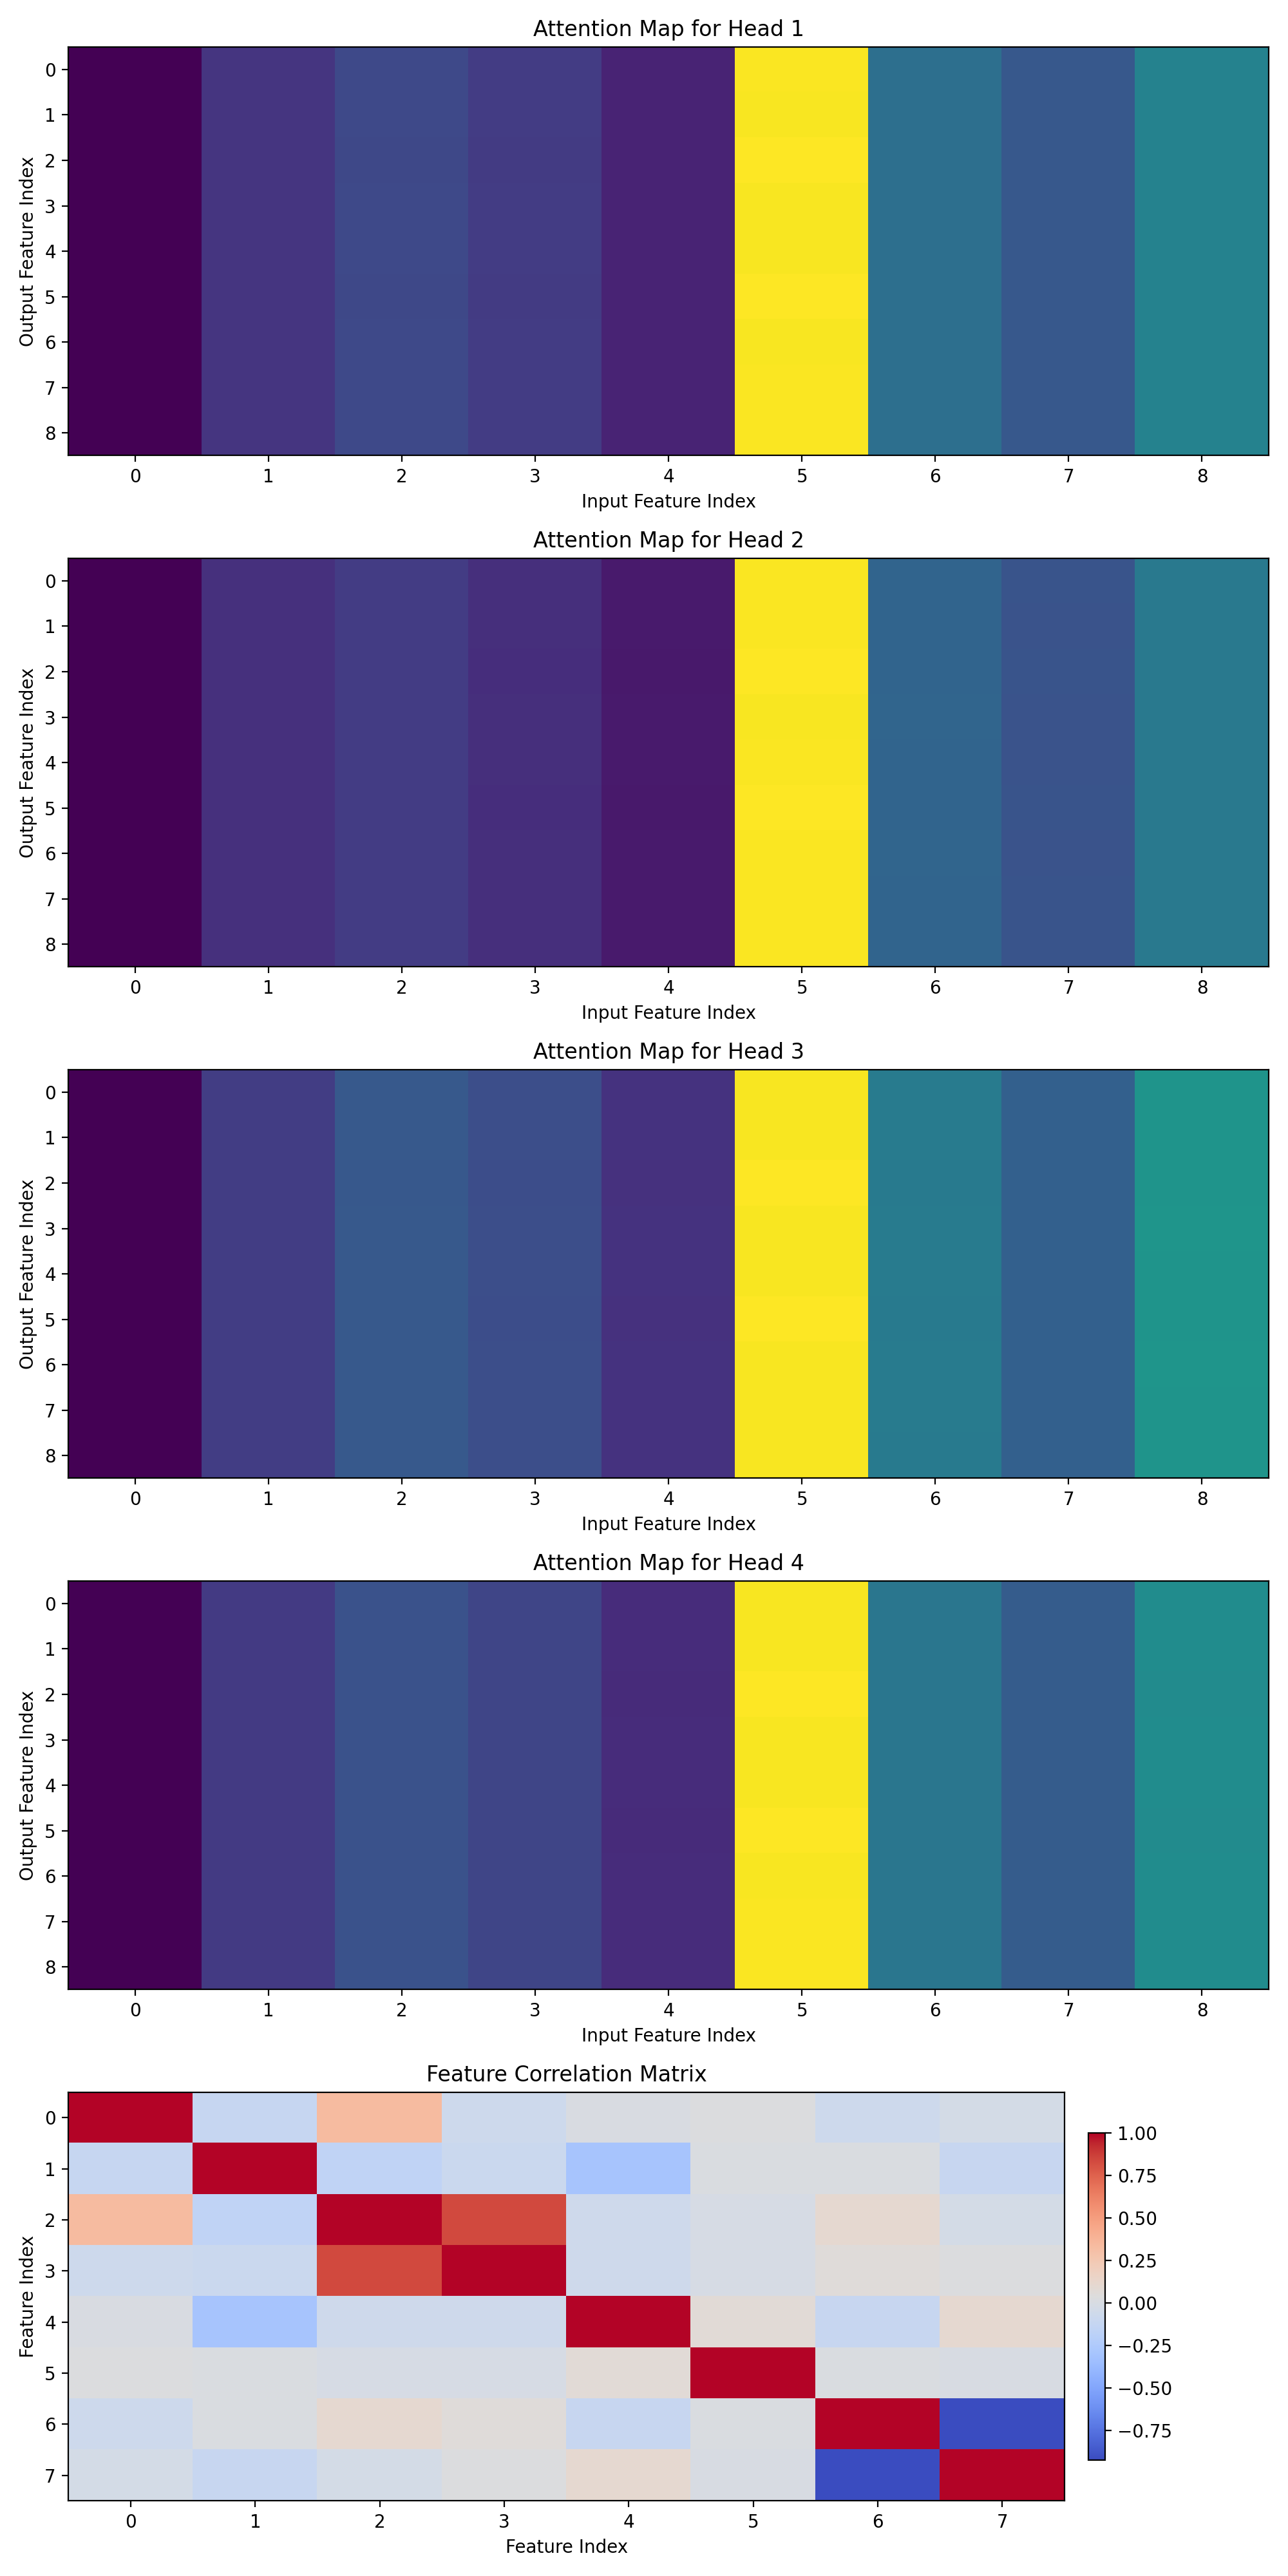 Attention Map for Head 1
Output Feature Index
0
1
2
3
4
5
6
7
8
0 1 2 3 4 5 6 7 8
Input Feature Index
Attention Map for Head 2
Output Feature Index
0
1
2
3
4
5
6
7
8
0 1 2 3 4 5 6 7 8
Input Feature Index
Attention Map for Head 3
Output Feature Index
0
1
2
3
4
5
6
7
8
0 1 2 3 4 5 6 7 8
Input Feature Index
Attention Map for Head 4
Output Feature Index
0
1
2
3
4
5
6
7
8
0 1 2 3 4 5 6 7 8
Input Feature Index
Feature Correlation Matrix
Feature Index
0
1
2
3
4
5
6
7
0 1 2 3 4 5 6 7
Feature Index
1.00
0.75
0.50
0.25
0.00
−0.25
−0.50
−0.75